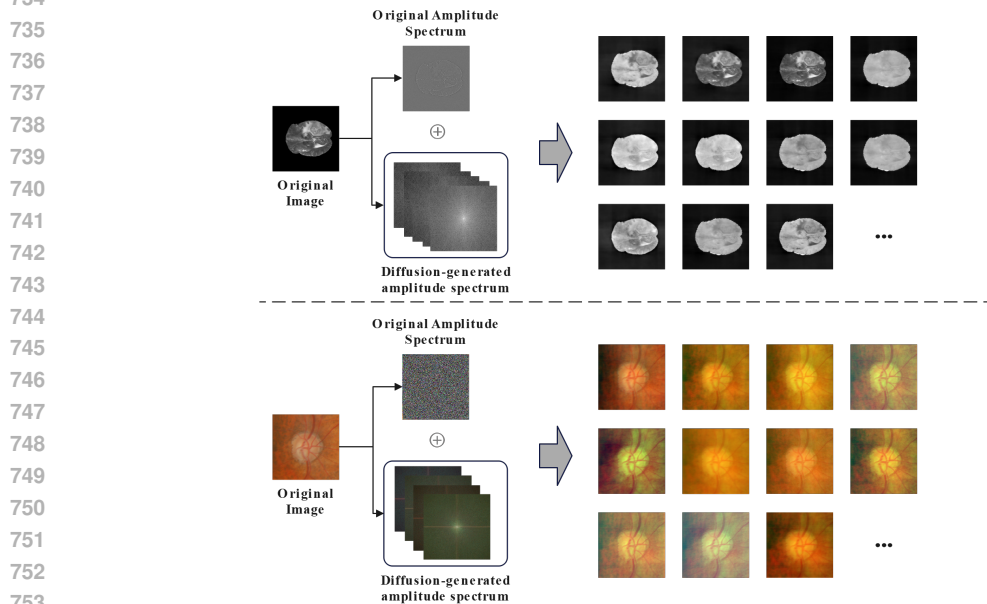 734
735
736
737
738
739
740
741
742
743
744
745
746
747
748
749
750
751
752
753
Original Amplitude
Spectrum
Original
Image
Diffusion-generated
amplitude spectrum
...
Original Amplitude
Spectrum
Original
Image
Diffusion-generated
amplitude spectrum
...